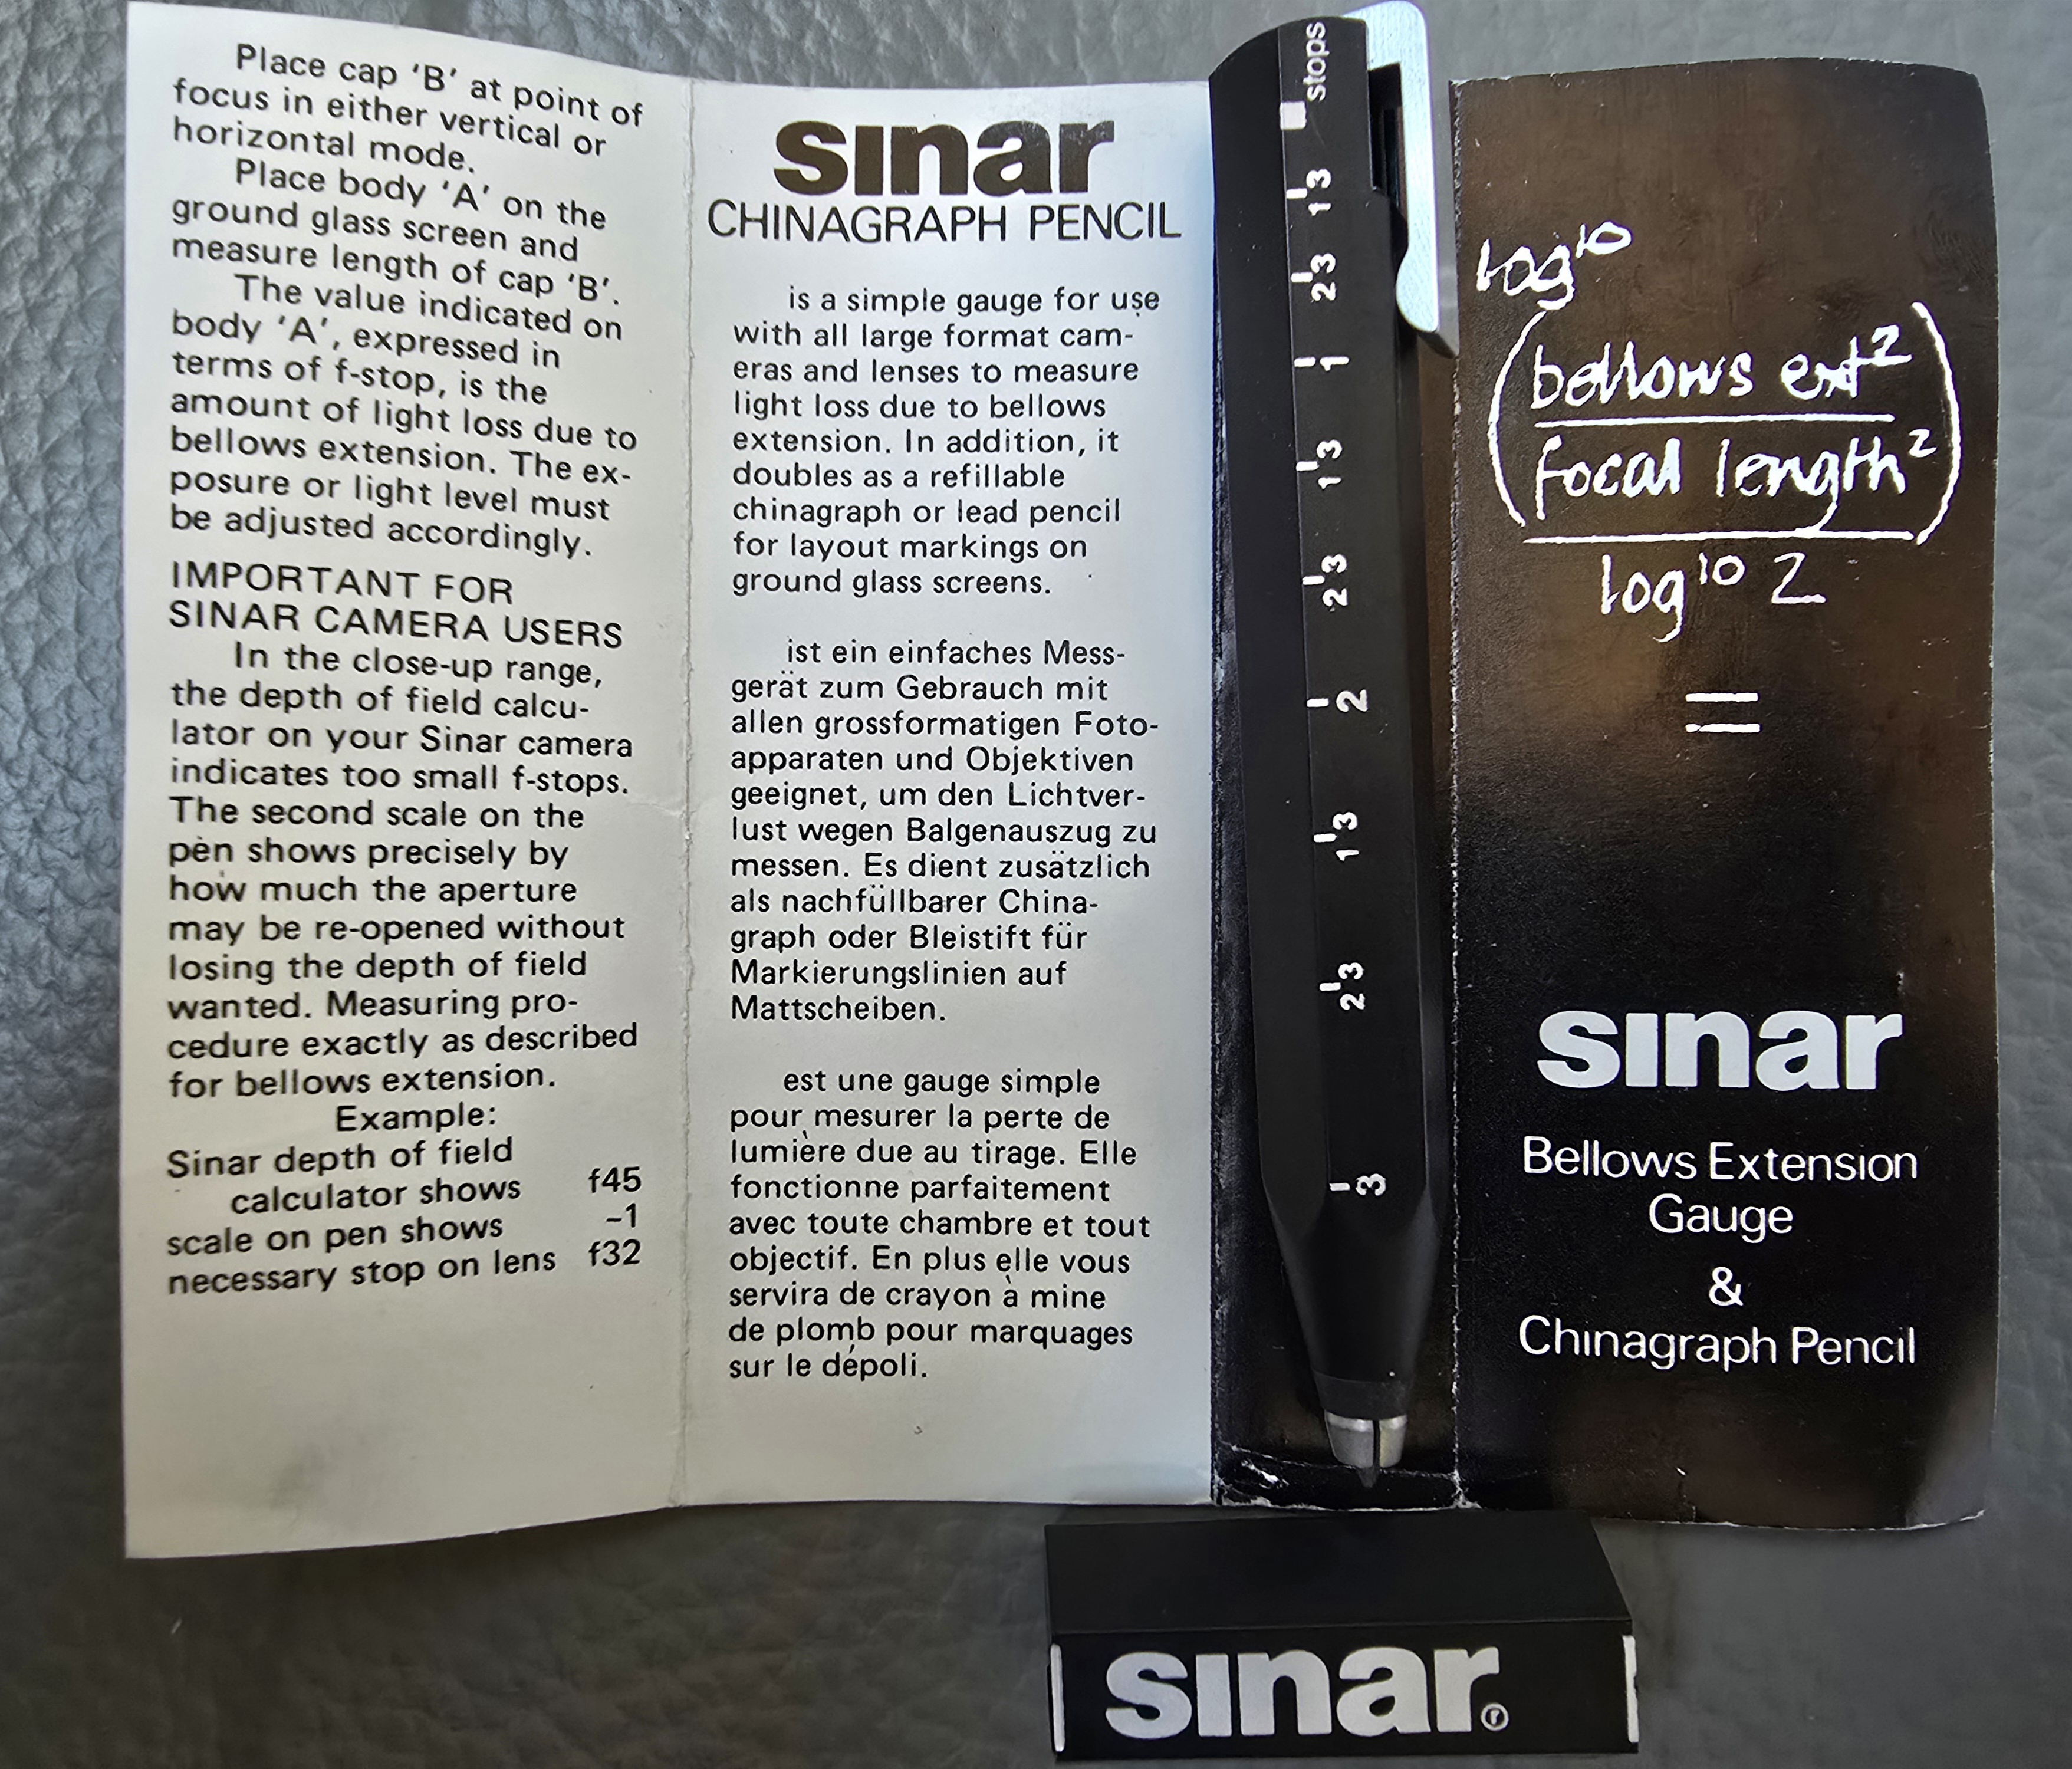 Place cap ‘B’ at point of
focus in either vertical or
horizontal mode.
Place body ‘A’ on the
ground glass screen and
measure length of cap ‘B’.
The value indicated on
body ‘A’, expressed in
terms of f-stop, is the
amount of light loss due to
bellows extension. The ex-
posure or light level must
be adjusted accordingly.
IMPORTANT FOR
SINAR CAMERA USERS
In the close-up range,
the depth of field calcu-
lator on your Sinar camera
indicates too small f-stops.
The second scale on the
pen shows precisely by
how much the aperture
may be re-opened without
losing the depth of field
wanted. Measuring pro-
cedure exactly as described
for bellows extension.
Example:
Sinar depth of field
calculator shows f45
scale on pen shows –1
necessary stop on lens f32
sinar
CHINAGRAPH PENCIL
is a simple gauge for use
with all large format cam-
eras and lenses to measure
light loss due to bellows
extension. In addition, it
doubles as a refillable
chinagraph or lead pencil
for layout markings on
ground glass screens.
ist ein einfaches Mess-
gerät zum Gebrauch mit
allen grossformatigen Foto-
apparaten und Objektiven
geeignet, um den Lichtver-
lust wegen Balgenauszug zu
messen. Es dient zusätzlich
als nachfüllbarer China-
graph oder Bleistift für
Markierungslinien auf
Mattscheiben.
est une gauge simple
pour mesurer la perte de
lumière due au tirage. Elle
fonctionne parfaitement
avec toute chambre et tout
objectif. En plus elle vous
servira de crayon à mine
de plomb pour marquages
sur le dépoli.
stops
1/3
2/3
1
1/3
2/3
2
1/3
2/3
3
log¹⁰
(bellows ext²
focal length²)
log¹⁰ 2
=
sinar
Bellows Extension
Gauge
&
Chinagraph Pencil
sinar®